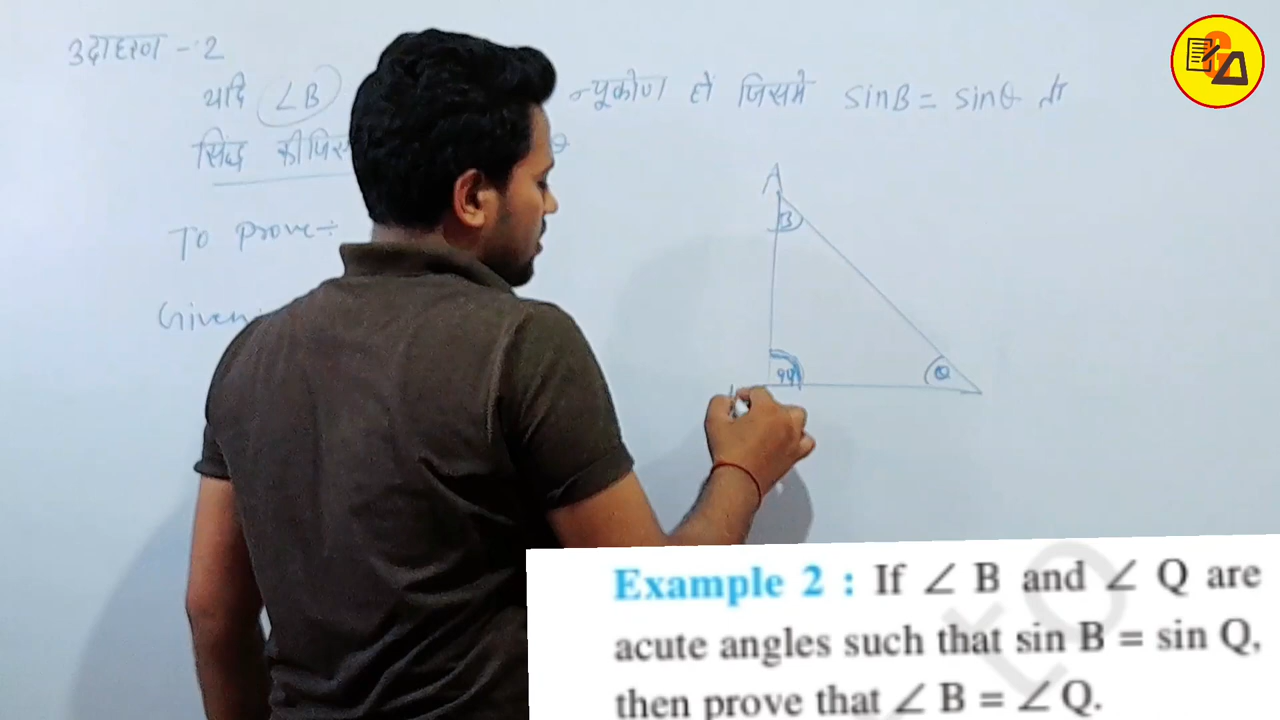 उदाहरण - 2
यदि ∠B न्यूकोण हो जिसमे sinB = sinθ तो
सिद्ध
To prove ÷
Given
A
B
90
Q
Example 2 : If ∠ B and ∠ Q are
acute angles such that sin B = sin Q,
then prove that ∠ B = ∠ Q.